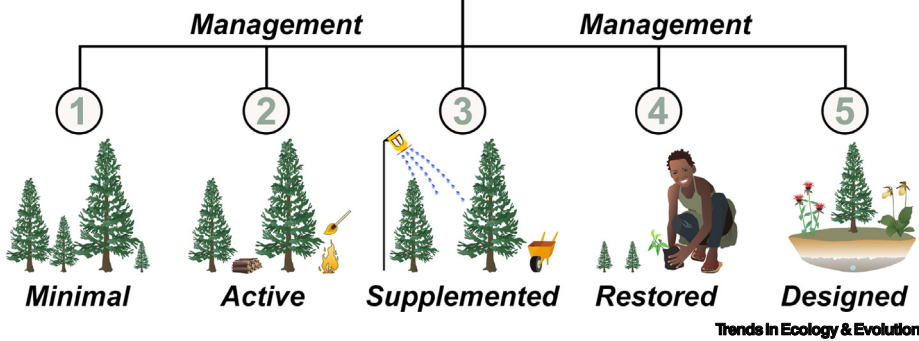 Management
Management
1
2
3
4
5
Minimal
Active
Supplemented
Restored
Designed
Trends in Ecology & Evolution